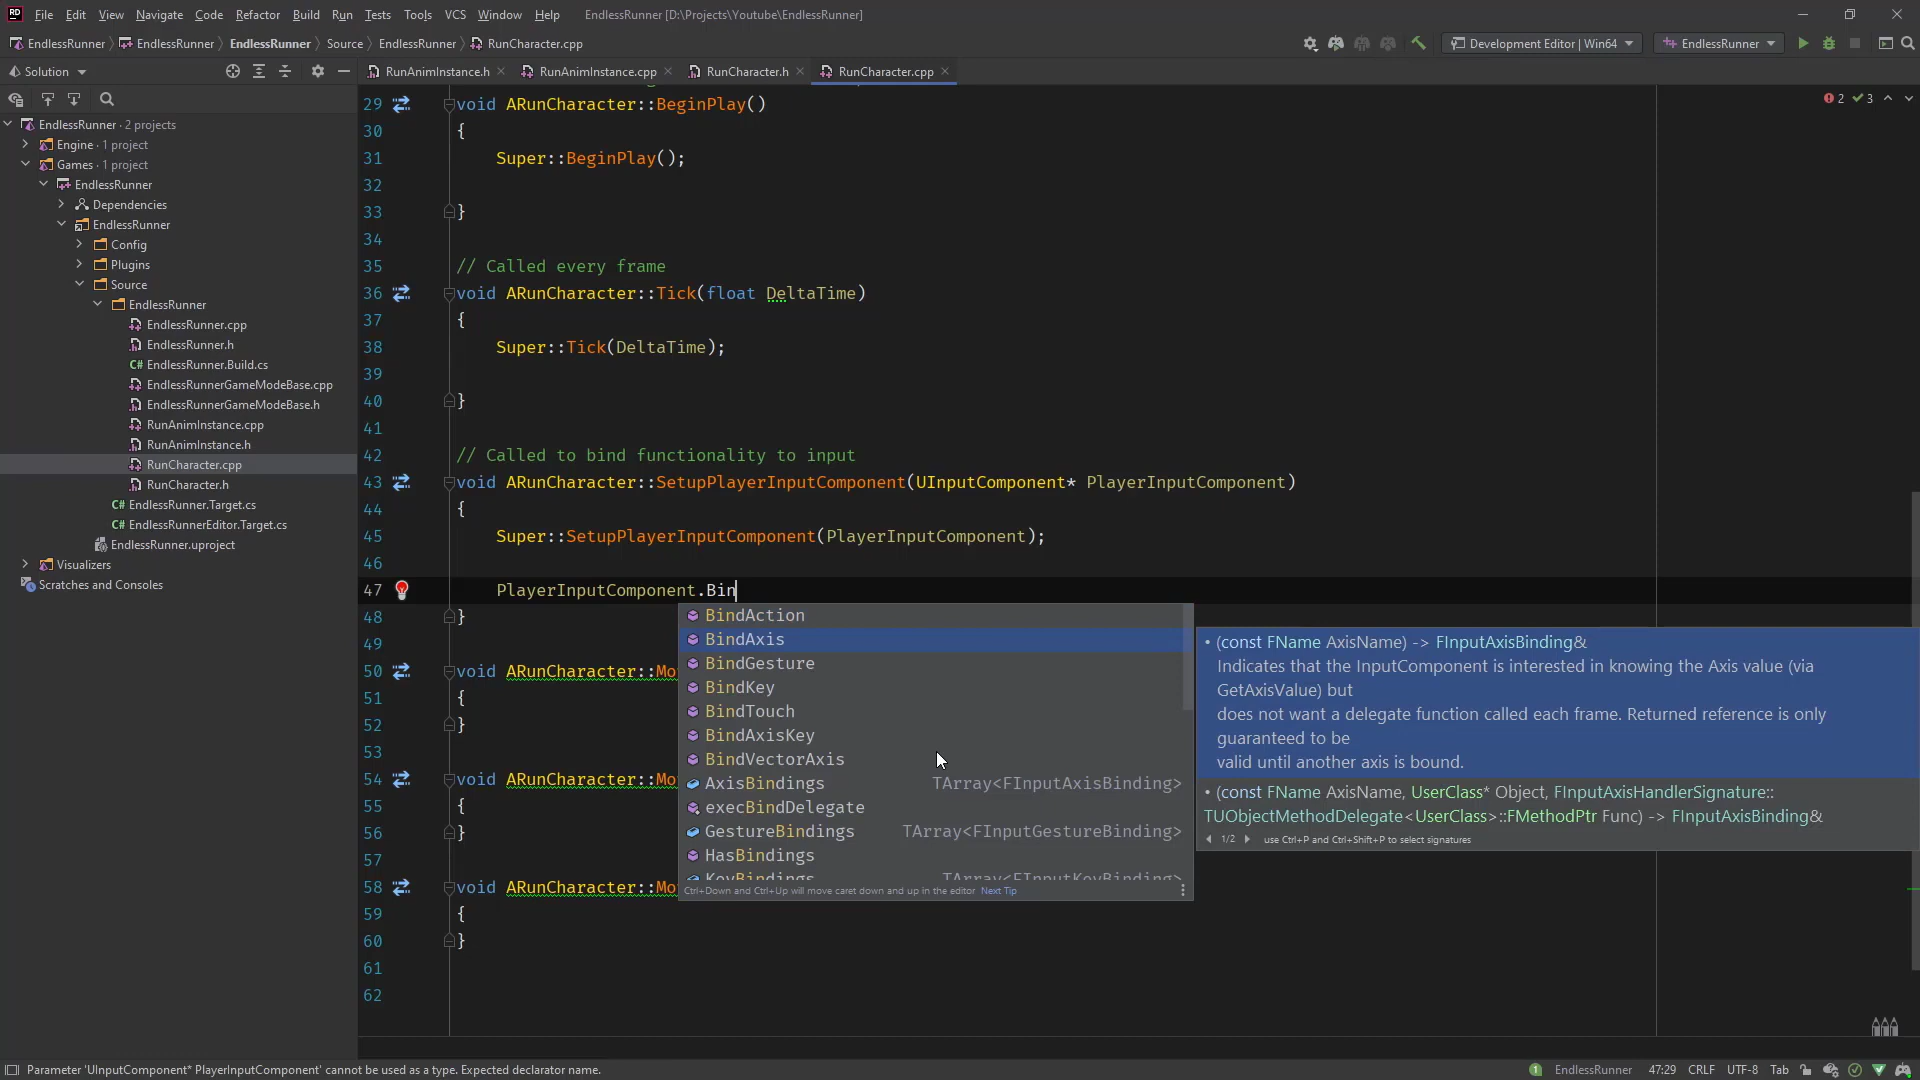 File Edit View Navigate Code Refactor Build Run Tests Tools VCS Window Help EndlessRunner [D:\Projects\Youtube\EndlessRunner]
EndlessRunner EndlessRunner EndlessRunner Source EndlessRunner RunCharacter.cpp
Development Editor | Win64 EndlessRunner
Solution
RunAnimInstance.h RunAnimInstance.cpp RunCharacter.h RunCharacter.cpp
2 3
EndlessRunner · 2 projects
Engine · 1 project
Games · 1 project
EndlessRunner
Dependencies
EndlessRunner
Config
Plugins
Source
EndlessRunner
EndlessRunner.cpp
EndlessRunner.h
C# EndlessRunner.Build.cs
EndlessRunnerGameModeBase.cpp
EndlessRunnerGameModeBase.h
RunAnimInstance.cpp
RunAnimInstance.h
RunCharacter.cpp
RunCharacter.h
C# EndlessRunner.Target.cs
C# EndlessRunnerEditor.Target.cs
EndlessRunner.uproject
Visualizers
Scratches and Consoles
29 void ARunCharacter::BeginPlay()
30 {
31 Super::BeginPlay();
32
33 }
34
35 // Called every frame
36 void ARunCharacter::Tick(float DeltaTime)
37 {
38 Super::Tick(DeltaTime);
39
40 }
41
42 // Called to bind functionality to input
43 void ARunCharacter::SetupPlayerInputComponent(UInputComponent* PlayerInputComponent)
44 {
45 Super::SetupPlayerInputComponent(PlayerInputComponent);
46
47 PlayerInputComponent.Bin
48 }
49
50 void ARunCharacter::Mo
51 {
52 }
53
54 void ARunCharacter::Mo
55 {
56 }
57
58 void ARunCharacter::Mo
59 {
60 }
61
62
BindAction
BindAxis
BindGesture
BindKey
BindTouch
BindAxisKey
BindVectorAxis
AxisBindings TArray<FInputAxisBinding>
execBindDelegate
GestureBindings TArray<FInputGestureBinding>
HasBindings
KeyBindings TArray<FInputKeyBinding>
Ctrl+Down and Ctrl+Up will move caret down and up in the editor Next Tip
• (const FName AxisName) -> FInputAxisBinding&
Indicates that the InputComponent is interested in knowing the Axis value (via
GetAxisValue) but
does not want a delegate function called each frame. Returned reference is only
guaranteed to be
valid until another axis is bound.
• (const FName AxisName, UserClass* Object, FInputAxisHandlerSignature::
TUObjectMethodDelegate<UserClass>::FMethodPtr Func) -> FInputAxisBinding&
1/2 use Ctrl+P and Ctrl+Shift+P to select signatures
Parameter 'UInputComponent* PlayerInputComponent' cannot be used as a type. Expected declarator name.
1 EndlessRunner 47:29 CRLF UTF-8 Tab